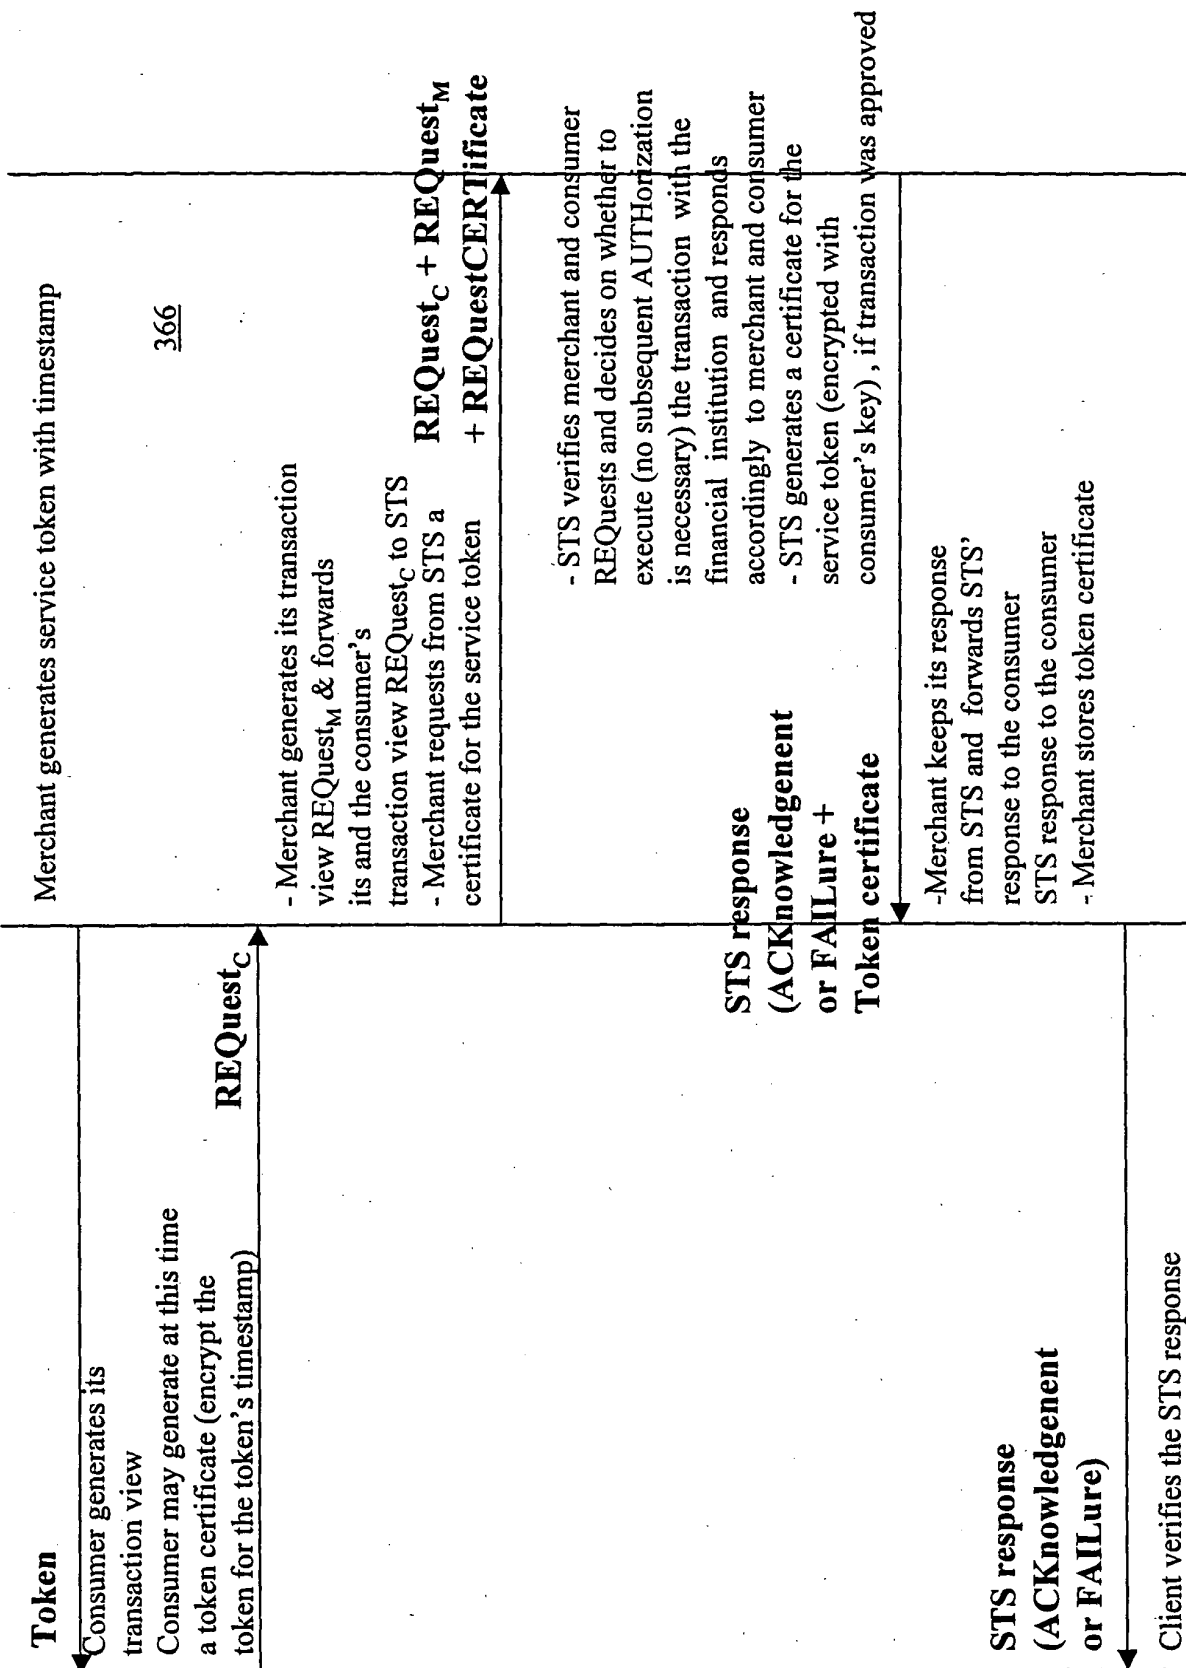 Merchant generates service token with timestamp
366
Token
Consumer generates its
transaction view
Consumer may generate at this time
a token certificate (encrypt the
token for the token's timestamp)
REQuestC
- Merchant generates its transaction
view REQuestM & forwards
its and the consumer's
transaction view REQuestC to STS
- Merchant requests from STS a
certificate for the service token
REQuestC + REQuestM
+ REQuestCERTificate
- STS verifies merchant and consumer
REQuests and decides on whether to
execute (no subsequent AUTHorization
is necessary) the transaction with the
financial institution and responds
accordingly to merchant and consumer
- STS generates a certificate for the
service token (encrypted with
consumer's key) , if transaction was approved
STS response
(ACKnowledgenent
or FAILure +
Token certificate
-Merchant keeps its response
from STS and forwards STS'
response to the consumer
STS response to the consumer
- Merchant stores token certificate
STS response
(ACKnowledgenent
or FAILure)
Client verifies the STS response